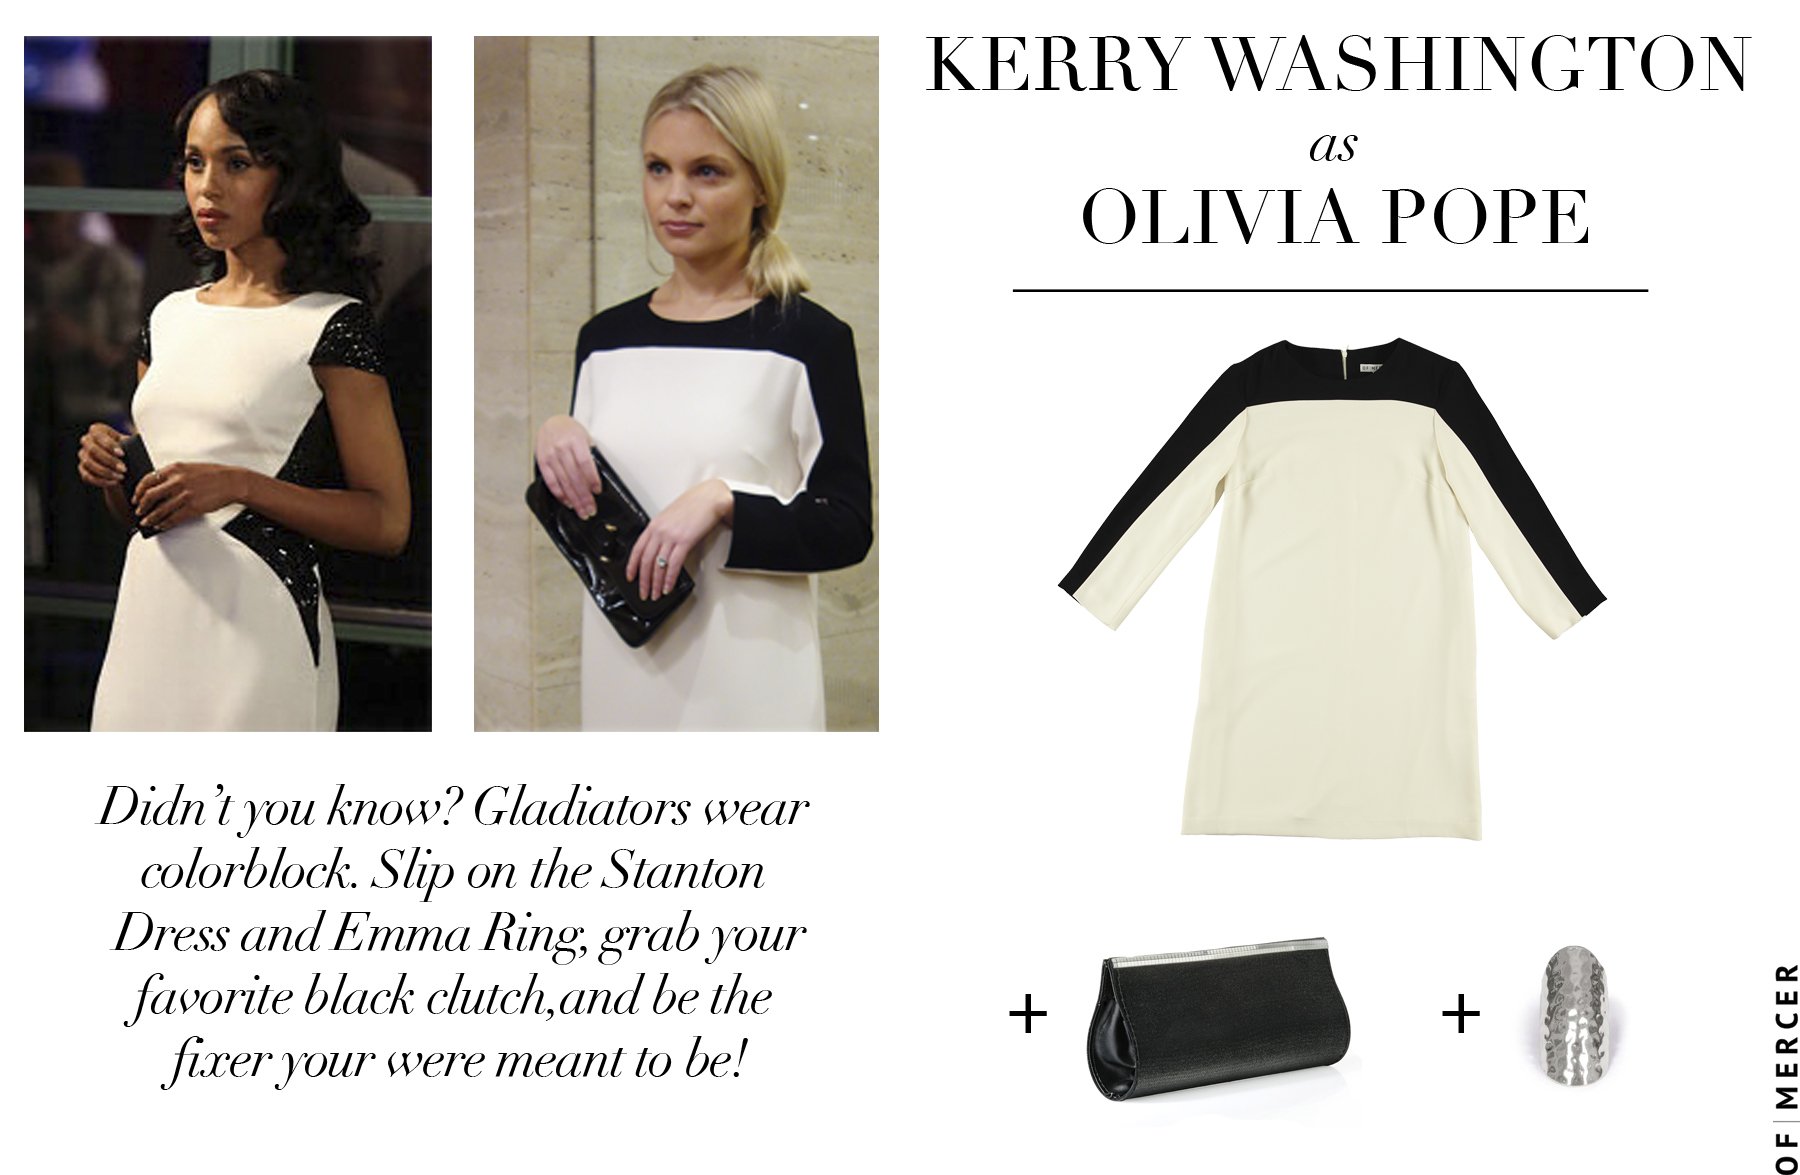 KERRY WASHINGTON
as
OLIVIA POPE
Didn't you know? Gladiators wear
colorblock. Slip on the Stanton
Dress and Emma Ring, grab your
favorite black clutch,and be the
fixer your were meant to be!
+
+
OF | MERCER